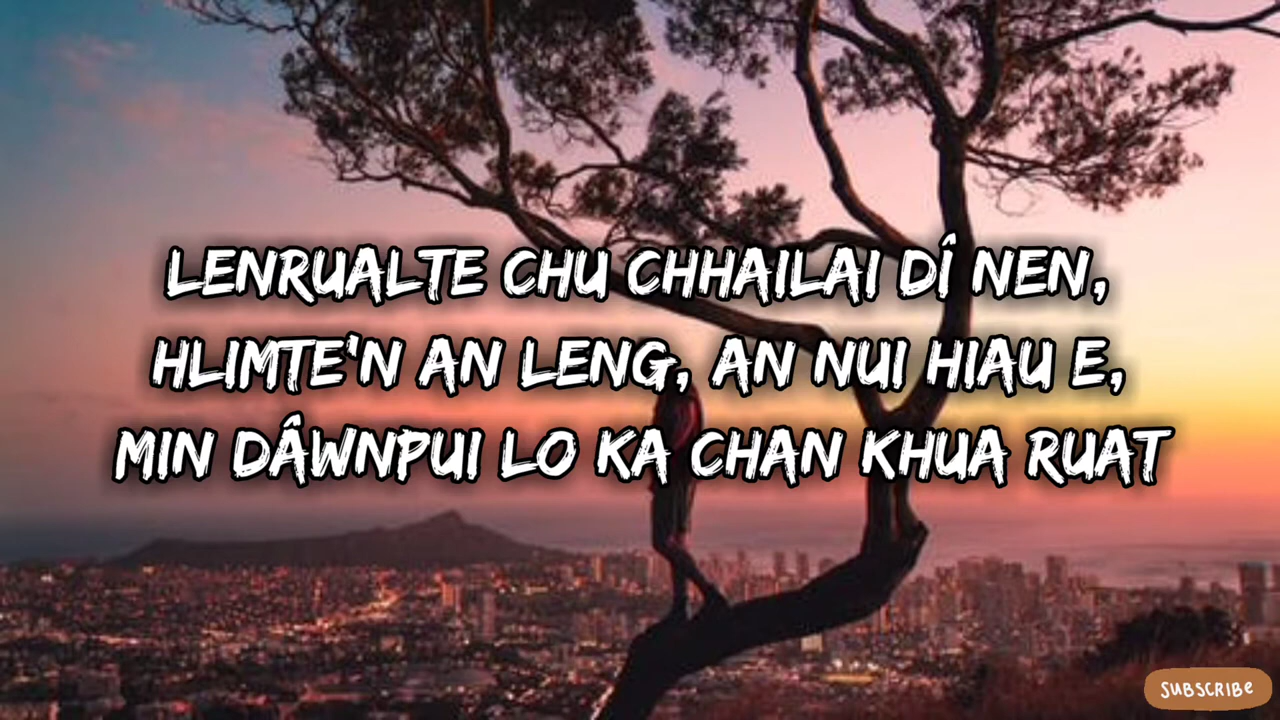 LENRUALTE CHU CHHAILAI DÎ NEN,
HLIMTE'N AN LENG, AN NUI HIAU E,
MIN DÂWNPUI LO KA CHAN KHUA RUAT
SUBSCRIBE